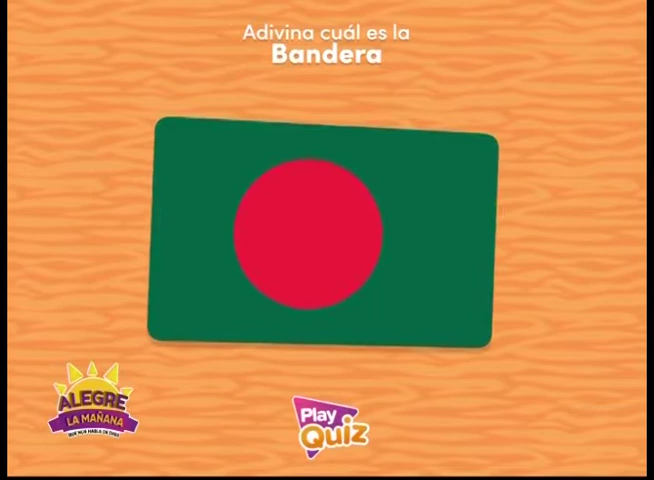 Adivina cuál es la
Bandera
ALEGRE
LA MAÑANA
Play
Quiz